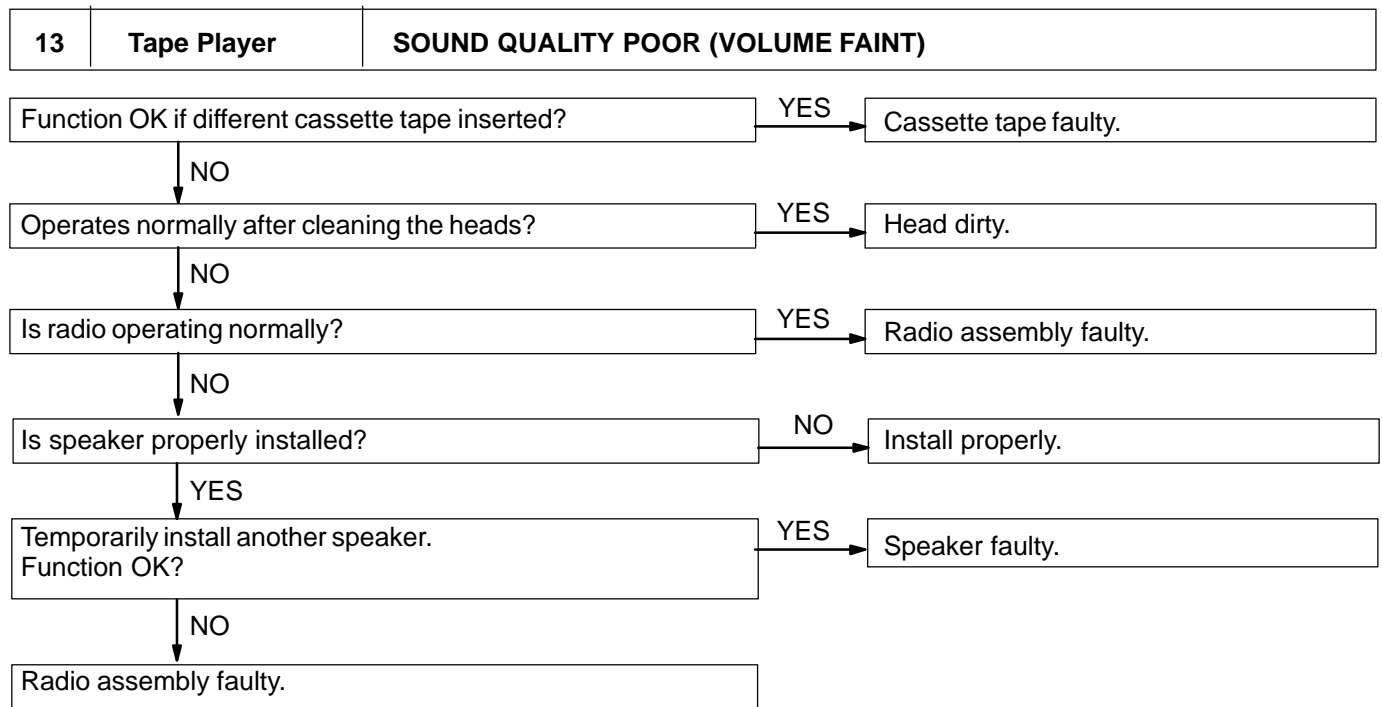 13 Tape Player SOUND QUALITY POOR (VOLUME FAINT)
Function OK if different cassette tape inserted?
YES
Cassette tape faulty.
NO
Operates normally after cleaning the heads?
YES
Head dirty.
NO
Is radio operating normally?
YES
Radio assembly faulty.
NO
Is speaker properly installed?
NO
Install properly.
YES
Temporarily install another speaker.
Function OK?
YES
Speaker faulty.
NO
Radio assembly faulty.